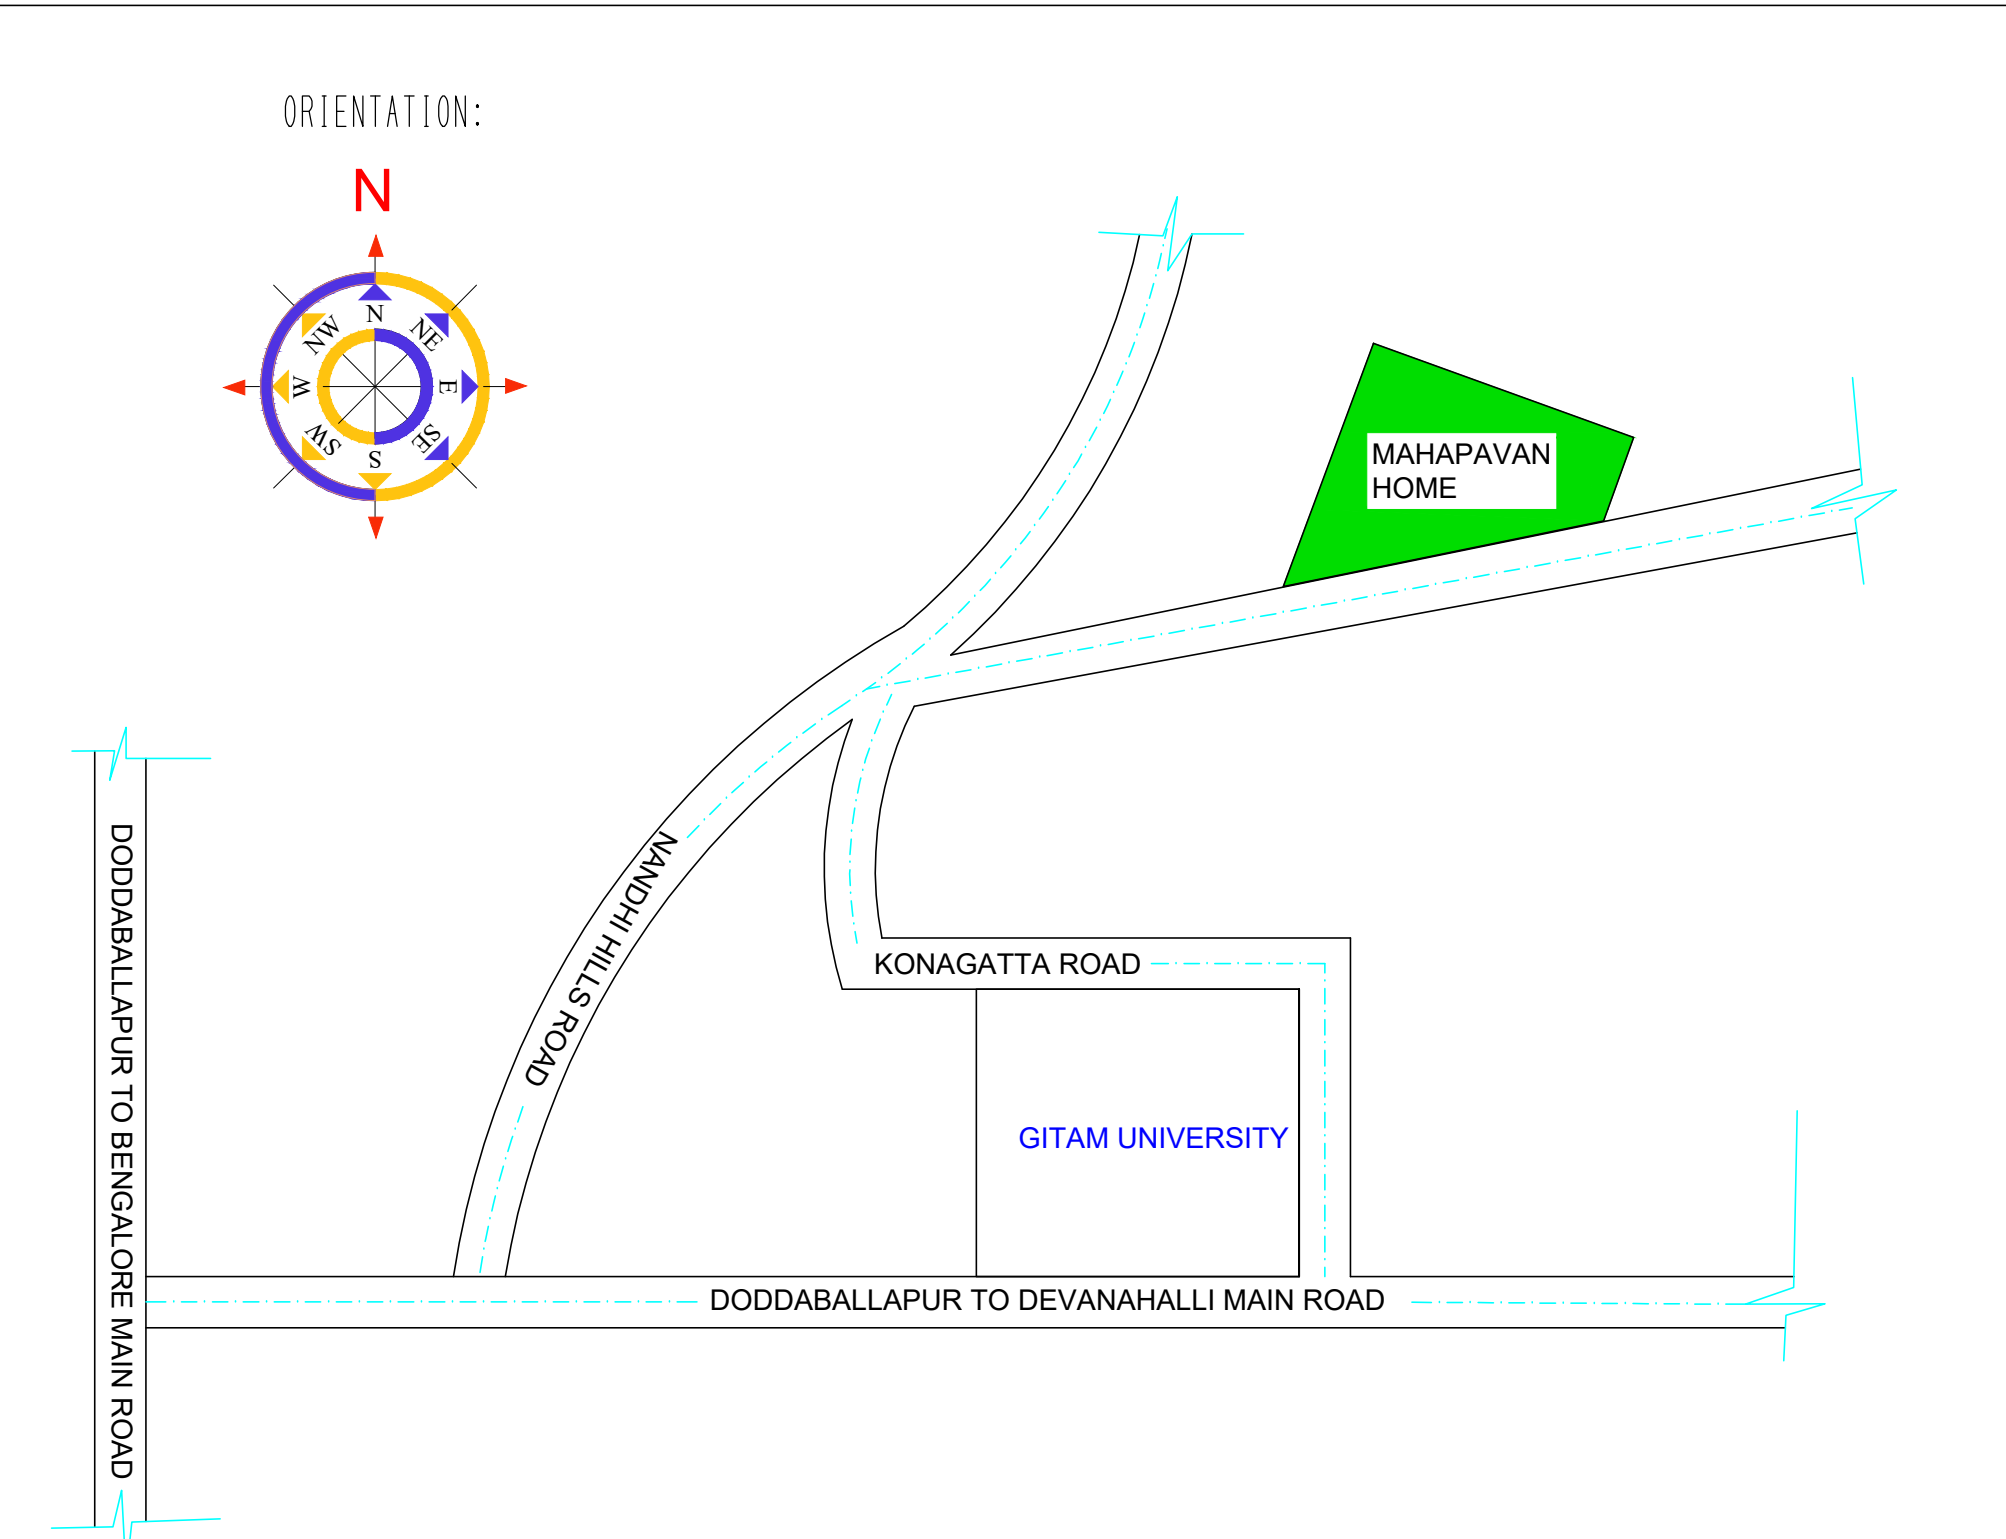 ORIENTATION:
N
N
NE
E
SE
S
SW
W
NW
MAHAPAVAN
HOME
NANDHI HILLS ROAD
DODDABALLAPUR TO BENGALORE MAIN ROAD
KONAGATTA ROAD
GITAM UNIVERSITY
DODDABALLAPUR TO DEVANAHALLI MAIN ROAD